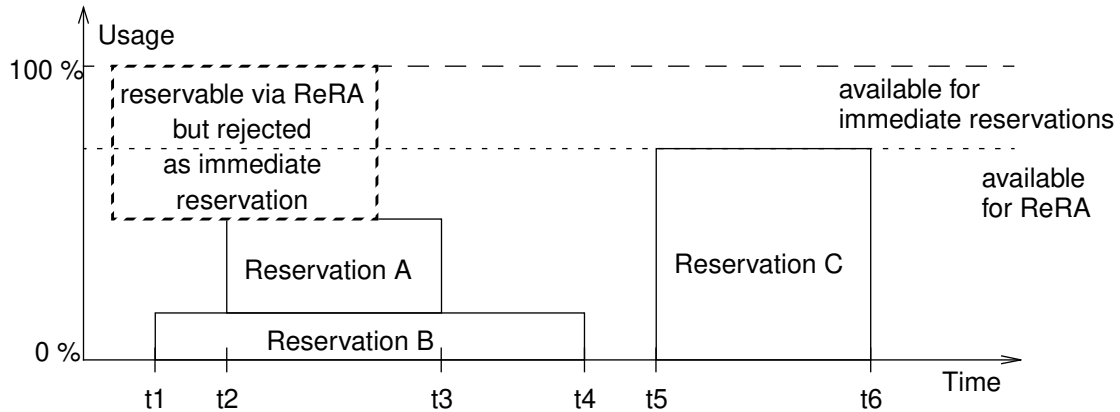 Usage
100 %
reservable via ReRA
but rejected
as immediate
reservation
available for
immediate reservations
available
for ReRA
Reservation A
Reservation C
Reservation B
0 %
Time
t1
t2
t3
t4
t5
t6